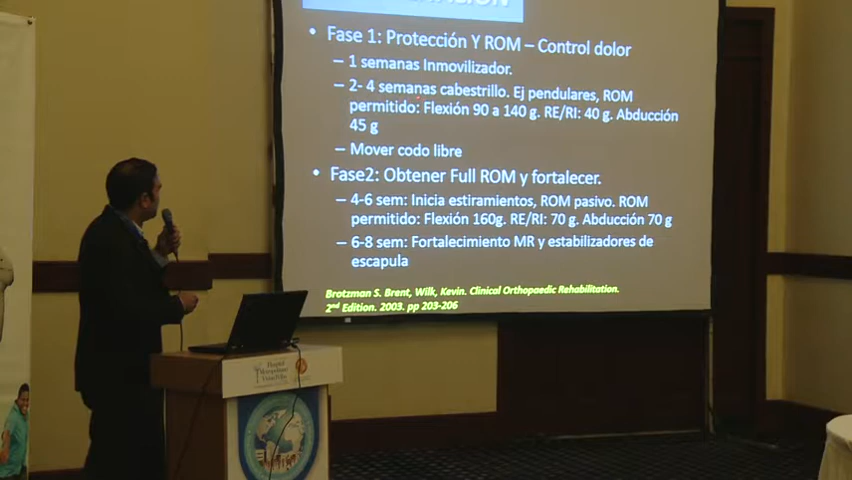 • Fase 1: Protección Y ROM – Control dolor
– 1 semanas Inmovilizador.
– 2- 4 semanas cabestrillo. Ej pendulares, ROM
permitido: Flexión 90 a 140 g. RE/RI: 40 g. Abducción
45 g
– Mover codo libre
• Fase2: Obtener Full ROM y fortalecer.
– 4-6 sem: Inicia estiramientos, ROM pasivo. ROM
permitido: Flexión 160g. RE/RI: 70 g. Abducción 70 g
– 6-8 sem: Fortalecimiento MR y estabilizadores de
escapula
Brotzman S. Brent, Wilk, Kevin. Clinical Orthopaedic Rehabilitation.
2nd Edition. 2003. pp 203-206
Hospital
Metropolitano